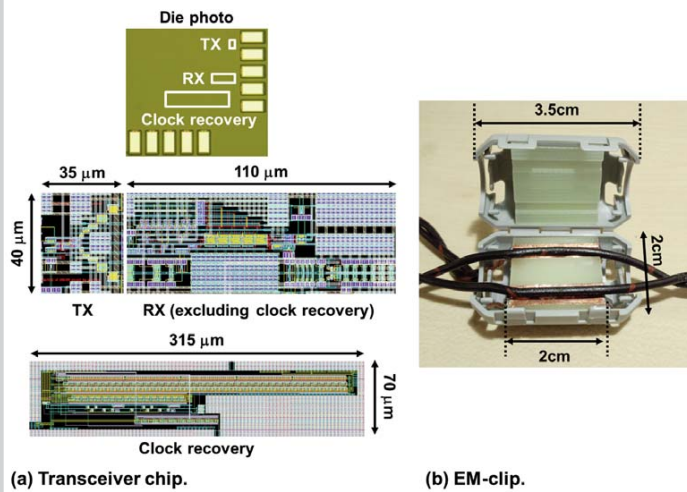 Die photo
TX
RX
Clock recovery
35 μm
110 μm
40 μm
TX
RX (excluding clock recovery)
315 μm
70 μm
Clock recovery
(a) Transceiver chip.
3.5cm
2cm
2cm
(b) EM-clip.